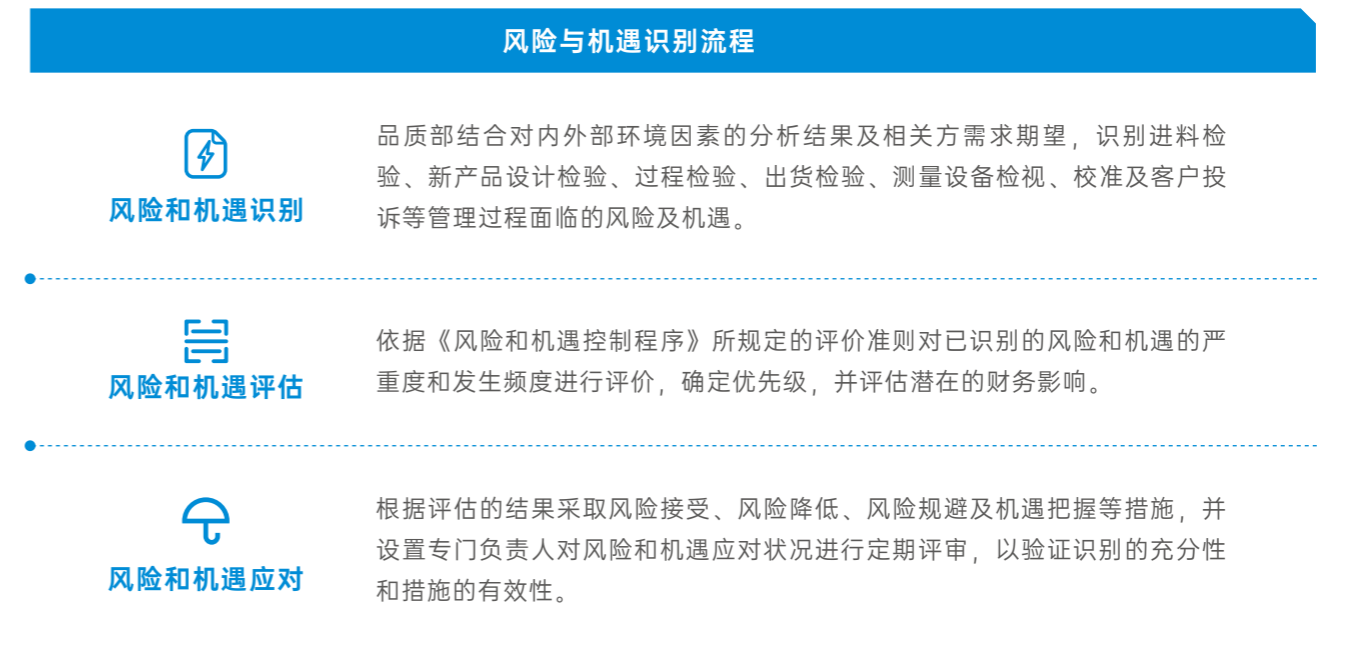 风险与机遇识别流程
风险和机遇识别
品质部结合对内外部环境因素的分析结果及相关方需求期望，识别进料检
验、新产品设计检验、过程检验、出货检验、测量设备检视、校准及客户投
诉等管理过程面临的风险及机遇。
风险和机遇评估
依据《风险和机遇控制程序》所规定的评价准则对已识别的风险和机遇的严
重度和发生频度进行评价，确定优先级，并评估潜在的财务影响。
风险和机遇应对
根据评估的结果采取风险接受、风险降低、风险规避及机遇把握等措施，并
设置专门负责人对风险和机遇应对状况进行定期评审，以验证识别的充分性
和措施的有效性。